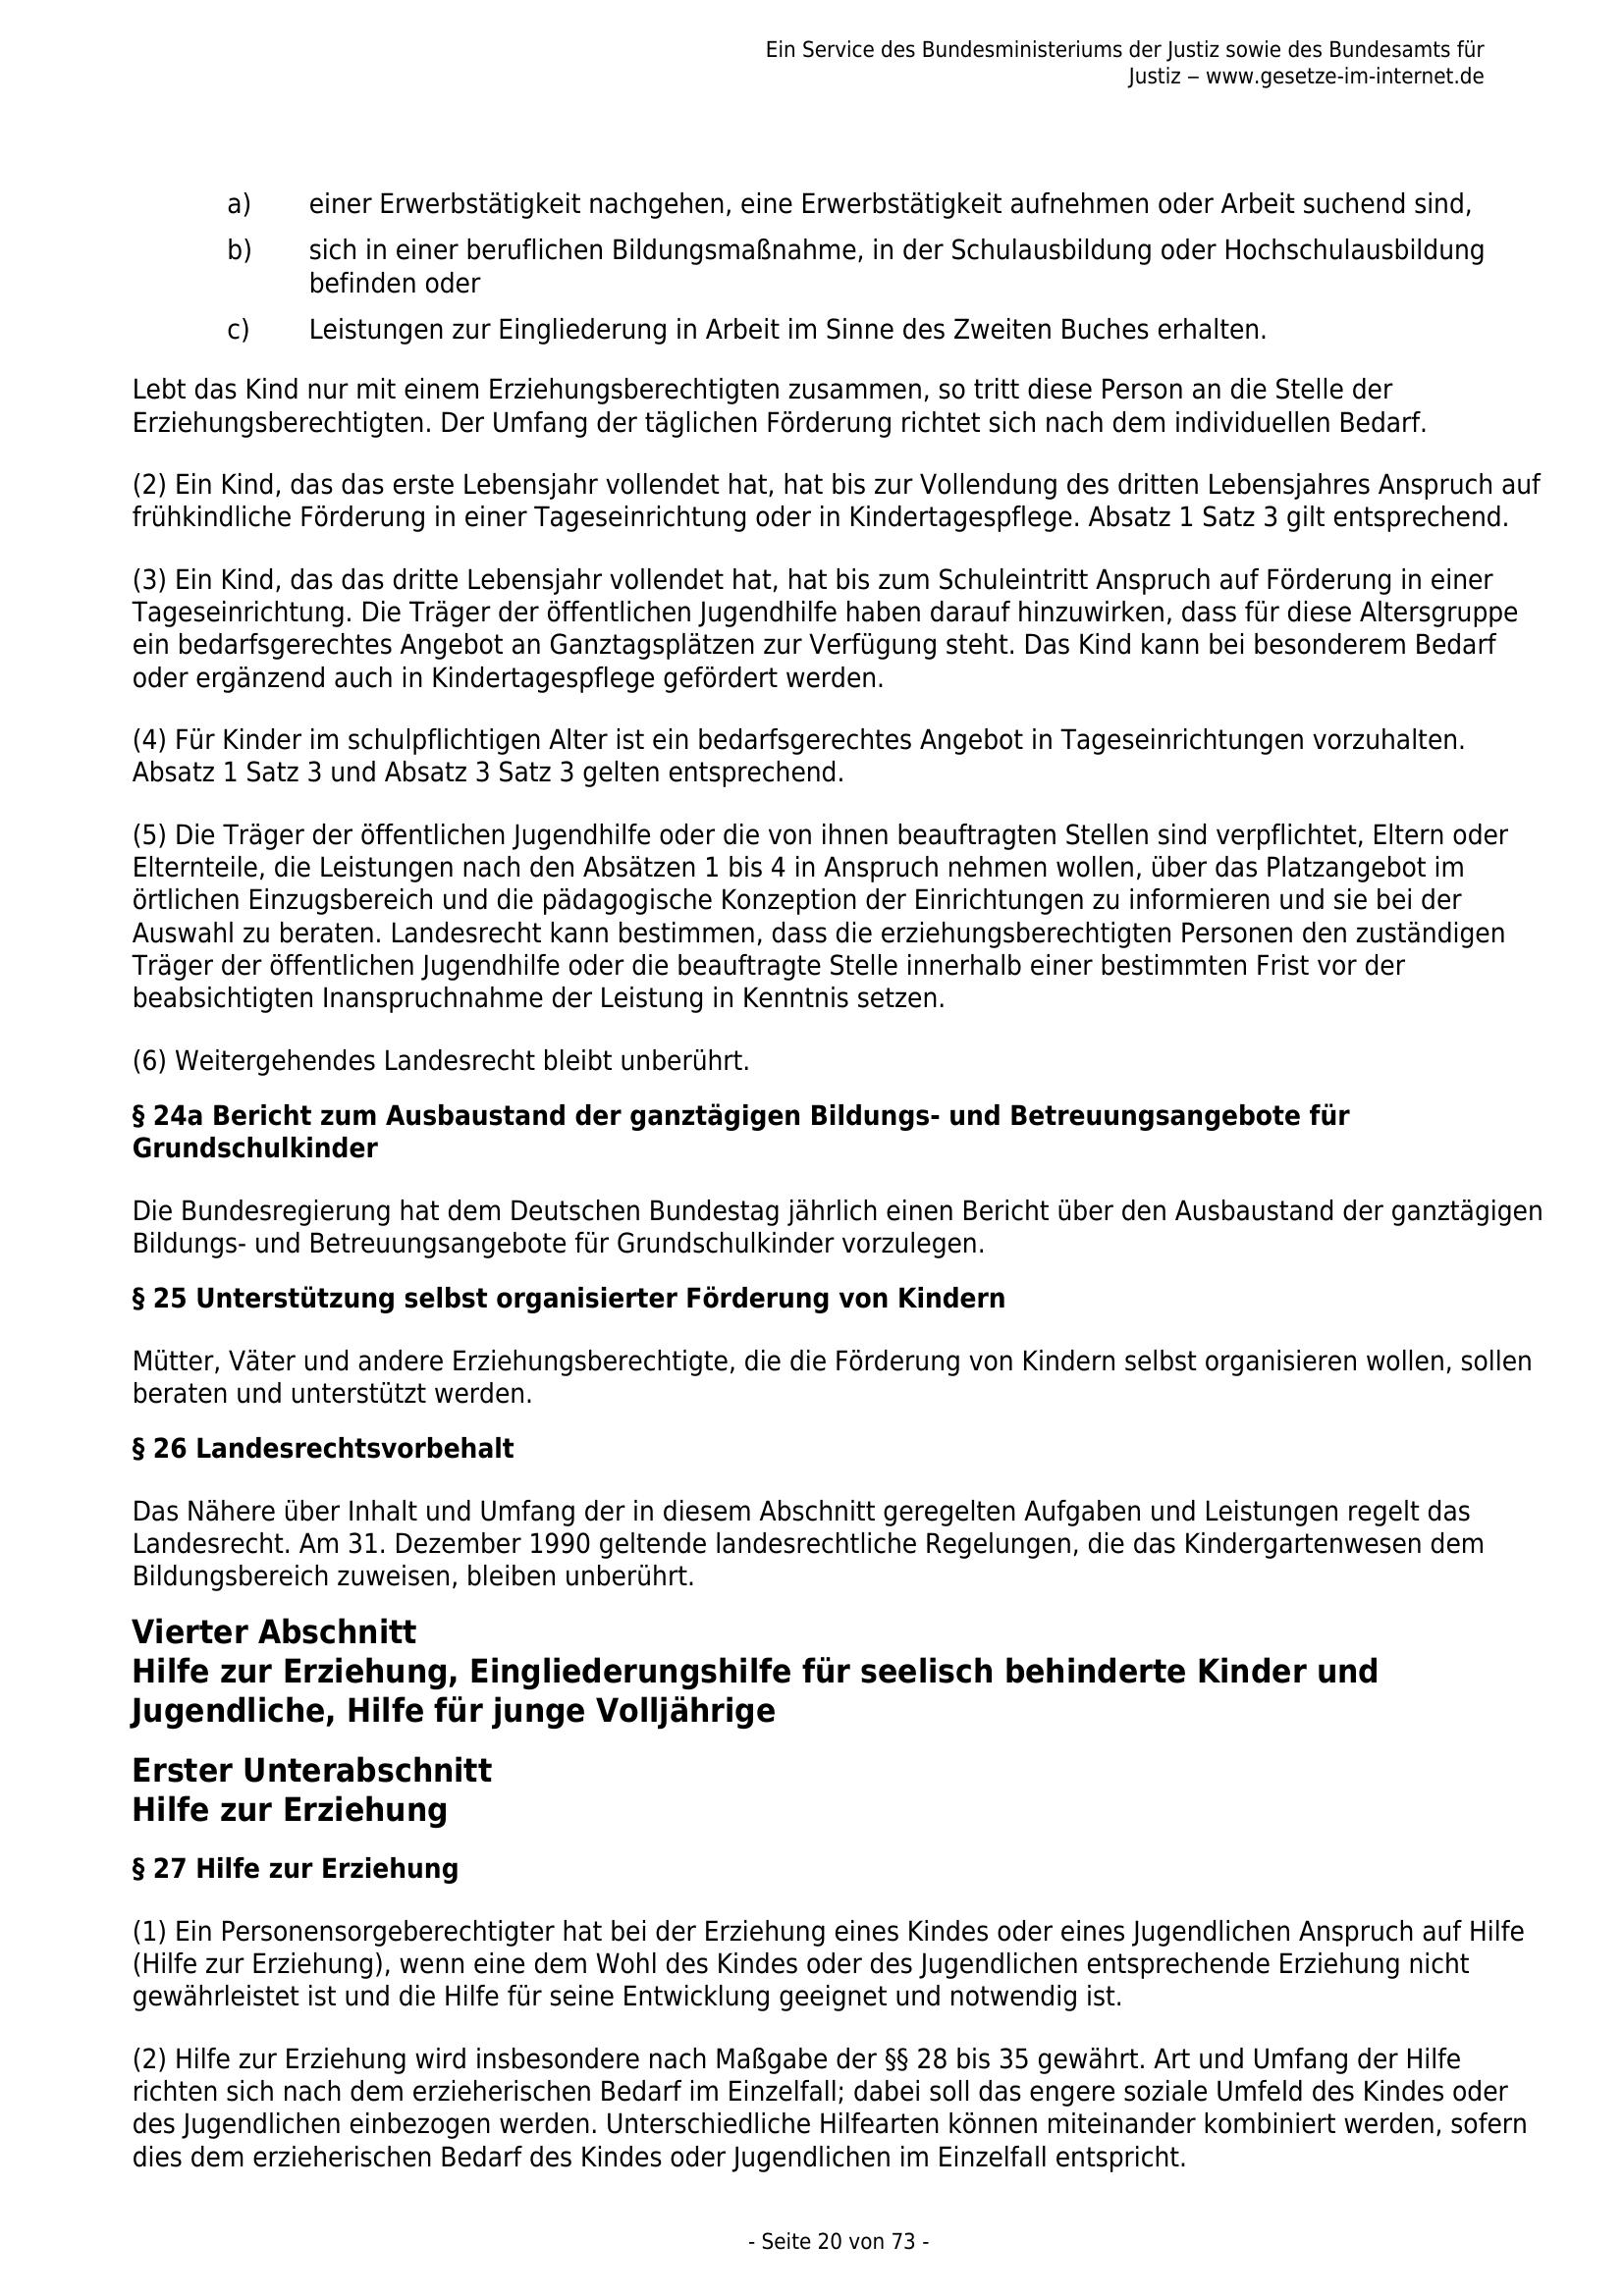 Ein Service des Bundesministeriums der Justiz sowie des Bundesamts für
Justiz ‒ www.gesetze-im-internet.de
a) einer Erwerbstätigkeit nachgehen, eine Erwerbstätigkeit aufnehmen oder Arbeit suchend sind,
b) sich in einer beruflichen Bildungsmaßnahme, in der Schulausbildung oder Hochschulausbildung
befinden oder
c) Leistungen zur Eingliederung in Arbeit im Sinne des Zweiten Buches erhalten.
Lebt das Kind nur mit einem Erziehungsberechtigten zusammen, so tritt diese Person an die Stelle der
Erziehungsberechtigten. Der Umfang der täglichen Förderung richtet sich nach dem individuellen Bedarf.
(2) Ein Kind, das das erste Lebensjahr vollendet hat, hat bis zur Vollendung des dritten Lebensjahres Anspruch auf
frühkindliche Förderung in einer Tageseinrichtung oder in Kindertagespflege. Absatz 1 Satz 3 gilt entsprechend.
(3) Ein Kind, das das dritte Lebensjahr vollendet hat, hat bis zum Schuleintritt Anspruch auf Förderung in einer
Tageseinrichtung. Die Träger der öffentlichen Jugendhilfe haben darauf hinzuwirken, dass für diese Altersgruppe
ein bedarfsgerechtes Angebot an Ganztagsplätzen zur Verfügung steht. Das Kind kann bei besonderem Bedarf
oder ergänzend auch in Kindertagespflege gefördert werden.
(4) Für Kinder im schulpflichtigen Alter ist ein bedarfsgerechtes Angebot in Tageseinrichtungen vorzuhalten.
Absatz 1 Satz 3 und Absatz 3 Satz 3 gelten entsprechend.
(5) Die Träger der öffentlichen Jugendhilfe oder die von ihnen beauftragten Stellen sind verpflichtet, Eltern oder
Elternteile, die Leistungen nach den Absätzen 1 bis 4 in Anspruch nehmen wollen, über das Platzangebot im
örtlichen Einzugsbereich und die pädagogische Konzeption der Einrichtungen zu informieren und sie bei der
Auswahl zu beraten. Landesrecht kann bestimmen, dass die erziehungsberechtigten Personen den zuständigen
Träger der öffentlichen Jugendhilfe oder die beauftragte Stelle innerhalb einer bestimmten Frist vor der
beabsichtigten Inanspruchnahme der Leistung in Kenntnis setzen.
(6) Weitergehendes Landesrecht bleibt unberührt.
§ 24a Bericht zum Ausbaustand der ganztägigen Bildungs- und Betreuungsangebote für
Grundschulkinder
Die Bundesregierung hat dem Deutschen Bundestag jährlich einen Bericht über den Ausbaustand der ganztägigen
Bildungs- und Betreuungsangebote für Grundschulkinder vorzulegen.
§ 25 Unterstützung selbst organisierter Förderung von Kindern
Mütter, Väter und andere Erziehungsberechtigte, die die Förderung von Kindern selbst organisieren wollen, sollen
beraten und unterstützt werden.
§ 26 Landesrechtsvorbehalt
Das Nähere über Inhalt und Umfang der in diesem Abschnitt geregelten Aufgaben und Leistungen regelt das
Landesrecht. Am 31. Dezember 1990 geltende landesrechtliche Regelungen, die das Kindergartenwesen dem
Bildungsbereich zuweisen, bleiben unberührt.
Vierter Abschnitt
Hilfe zur Erziehung, Eingliederungshilfe für seelisch behinderte Kinder und
Jugendliche, Hilfe für junge Volljährige
Erster Unterabschnitt
Hilfe zur Erziehung
§ 27 Hilfe zur Erziehung
(1) Ein Personensorgeberechtigter hat bei der Erziehung eines Kindes oder eines Jugendlichen Anspruch auf Hilfe
(Hilfe zur Erziehung), wenn eine dem Wohl des Kindes oder des Jugendlichen entsprechende Erziehung nicht
gewährleistet ist und die Hilfe für seine Entwicklung geeignet und notwendig ist.
(2) Hilfe zur Erziehung wird insbesondere nach Maßgabe der §§ 28 bis 35 gewährt. Art und Umfang der Hilfe
richten sich nach dem erzieherischen Bedarf im Einzelfall; dabei soll das engere soziale Umfeld des Kindes oder
des Jugendlichen einbezogen werden. Unterschiedliche Hilfearten können miteinander kombiniert werden, sofern
dies dem erzieherischen Bedarf des Kindes oder Jugendlichen im Einzelfall entspricht.
- Seite 20 von 73 -